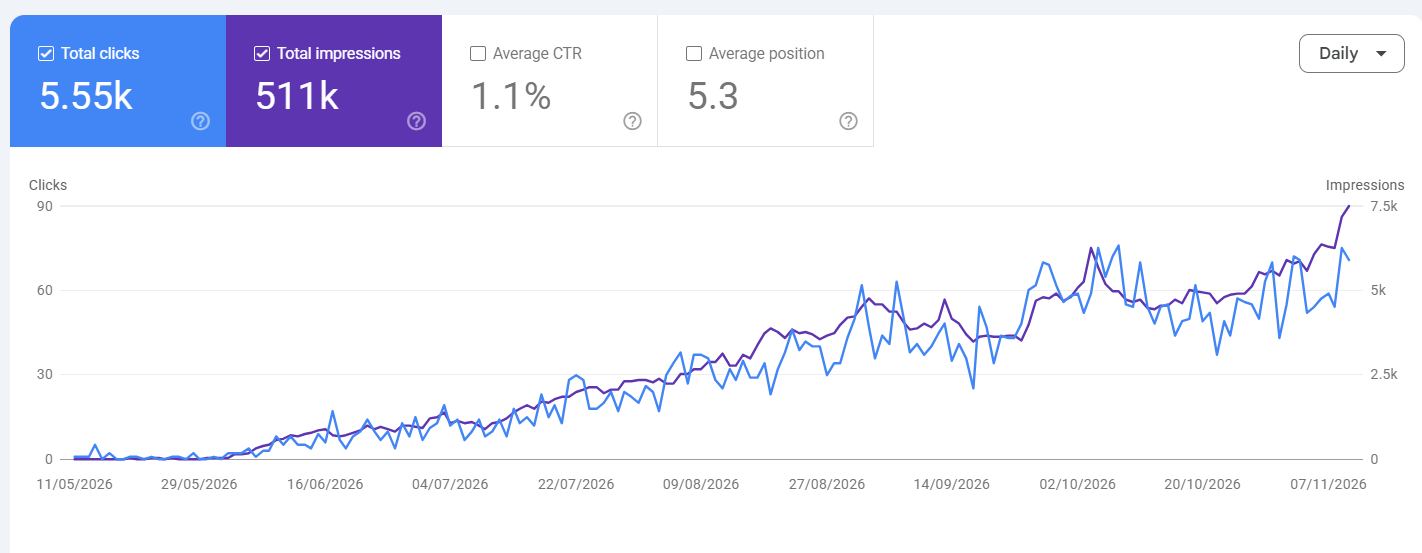 Total clicks
5.55k
Total impressions
511k
Average CTR
1.1%
Average position
5.3
Daily
Clicks
Impressions
90
7.5k
60
5k
30
2.5k
0
0
11/05/2026
29/05/2026
16/06/2026
04/07/2026
22/07/2026
09/08/2026
27/08/2026
14/09/2026
02/10/2026
20/10/2026
07/11/2026